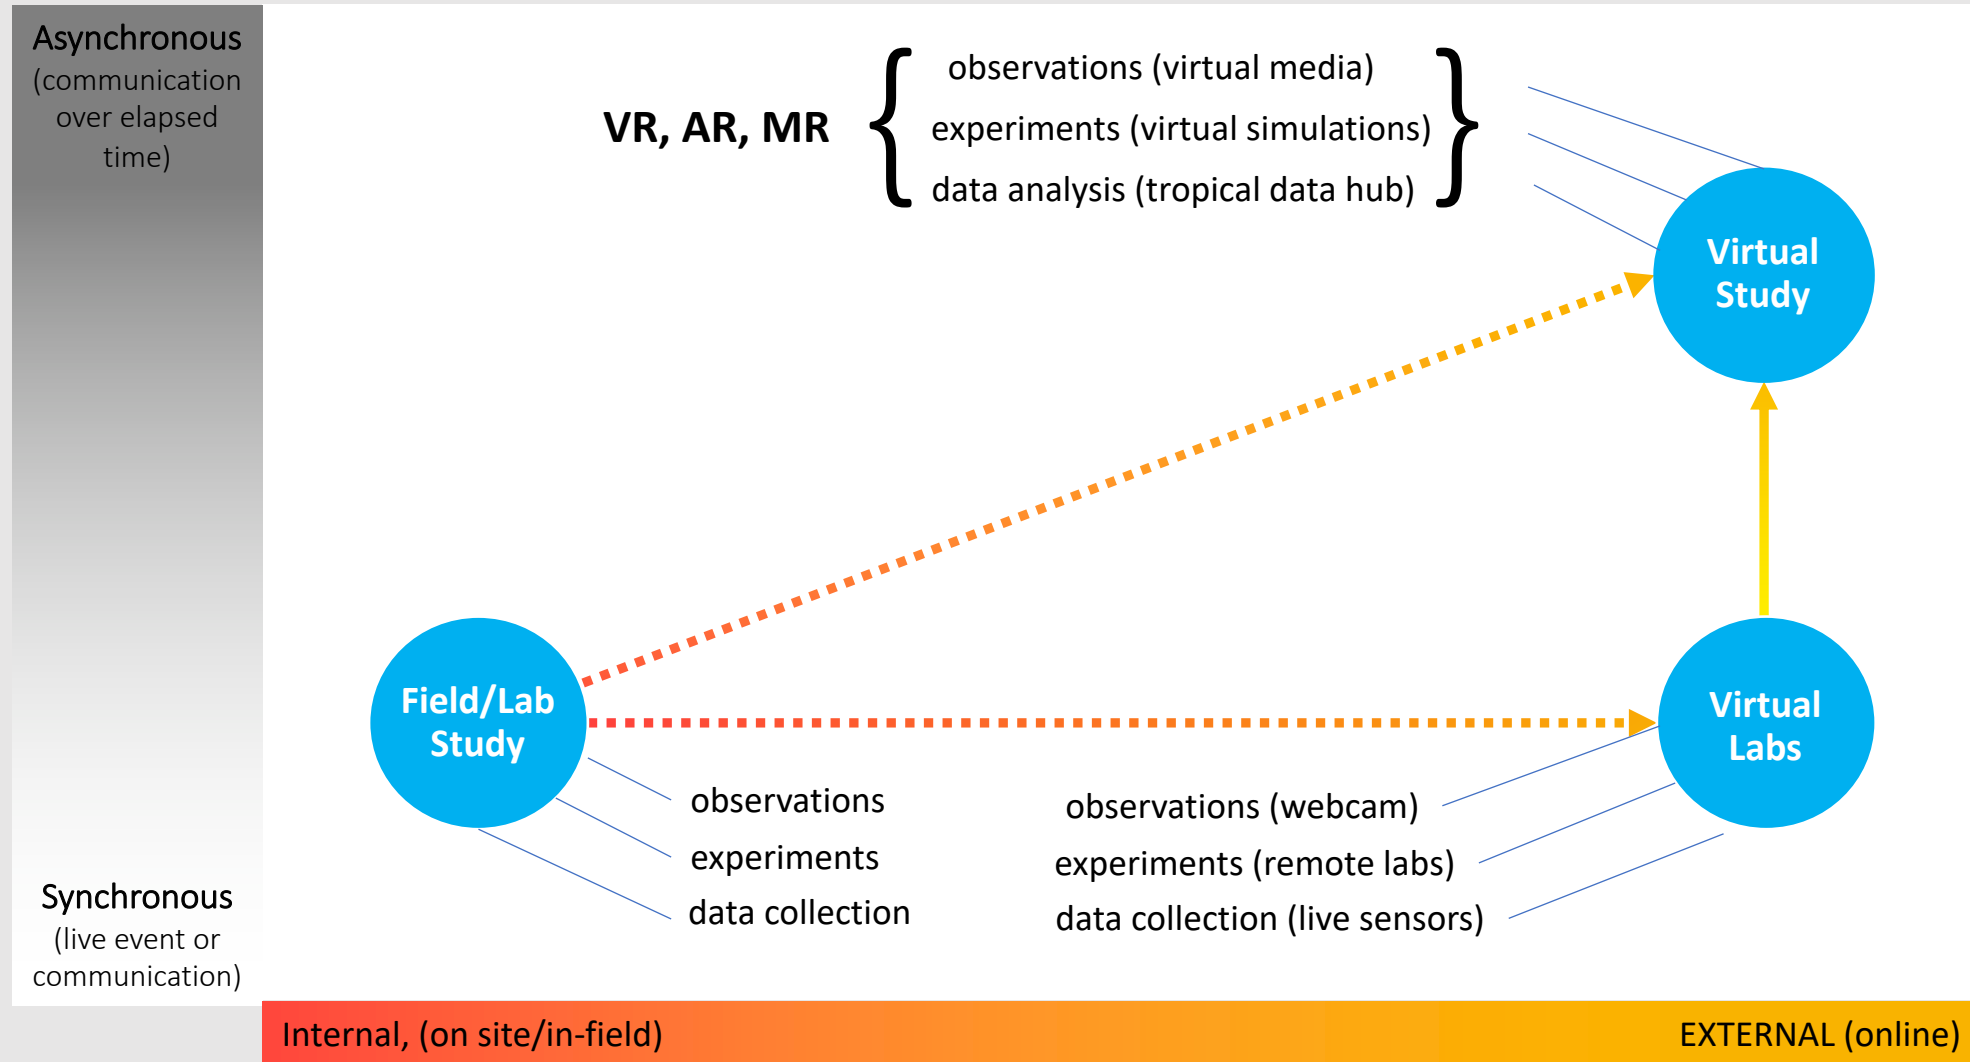 Asynchronous
(communication
over elapsed
time)
VR, AR, MR
observations (virtual media)
experiments (virtual simulations)
data analysis (tropical data hub)
Virtual
Study
Field/Lab
Study
Virtual
Labs
observations
experiments
data collection
observations (webcam)
experiments (remote labs)
data collection (live sensors)
Synchronous
(live event or
communication)
Internal, (on site/in-field)
EXTERNAL (online)